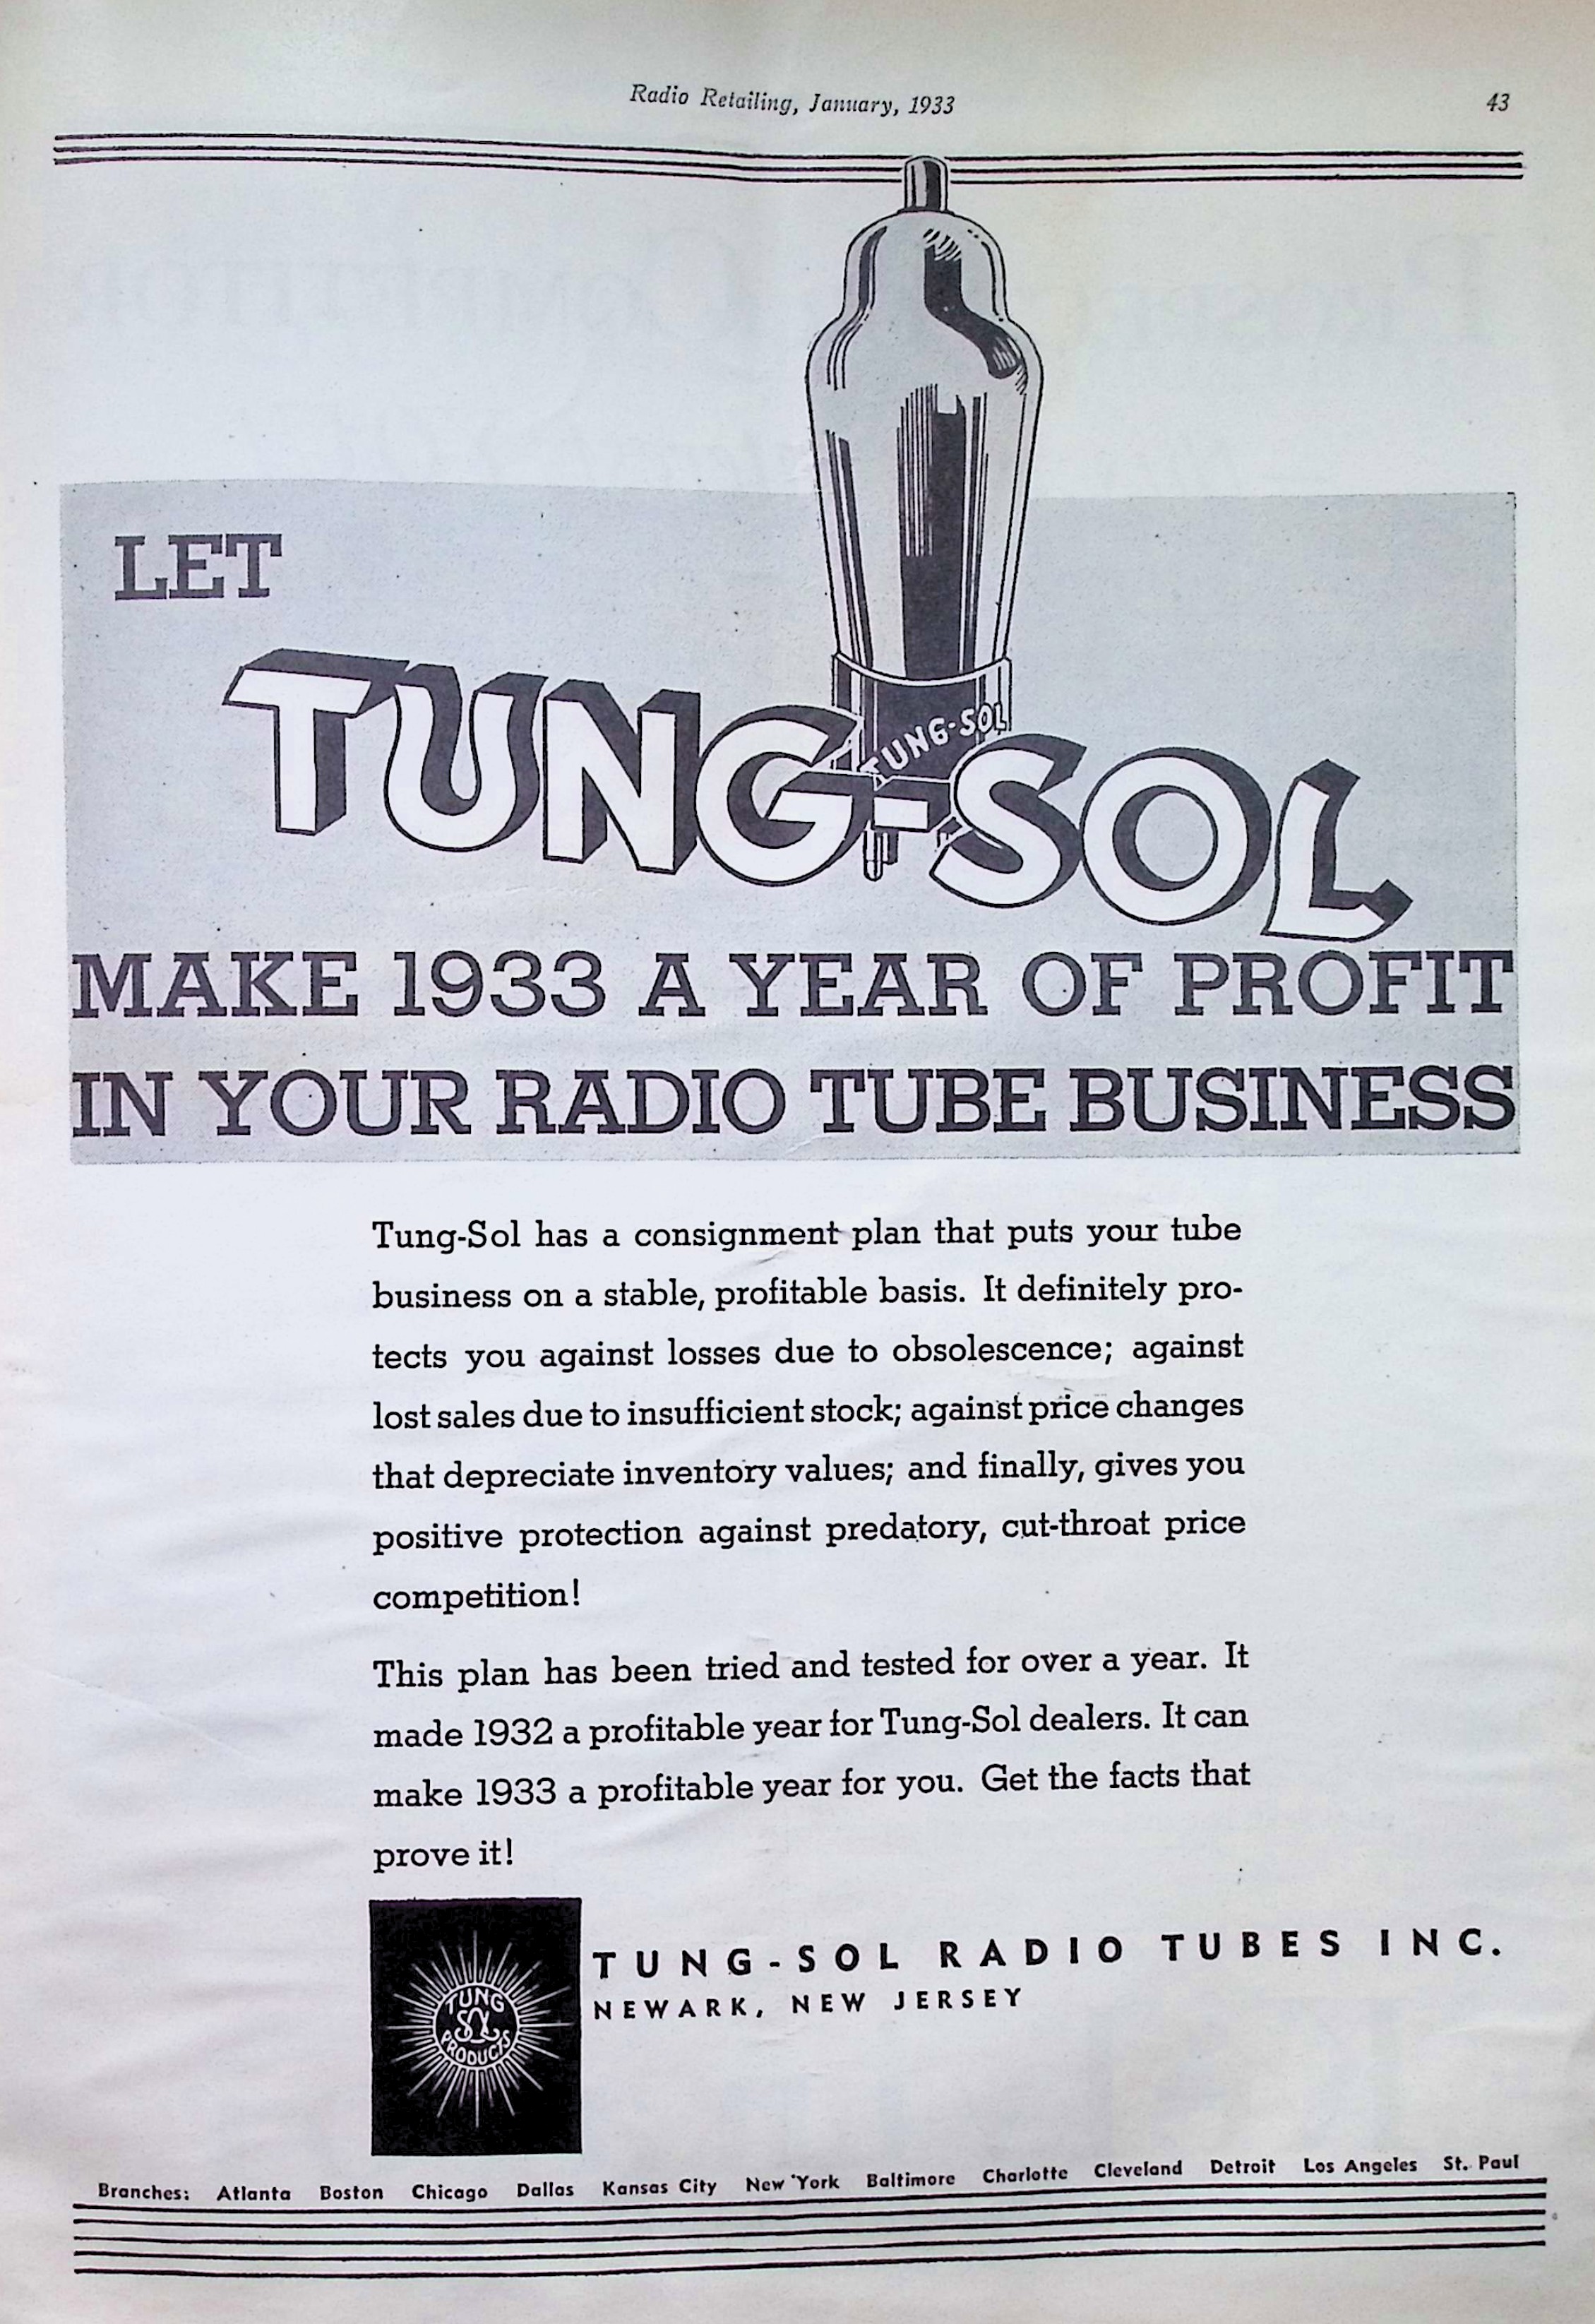 Radio Retailing, January, 1933
43
LET
TUNG-SOL
TUNG-SOL
MAKE 1933 A YEAR OF PROFIT
IN YOUR RADIO TUBE BUSINESS
Tung-Sol has a consignment plan that puts your tube
business on a stable, profitable basis. It definitely pro-
tects you against losses due to obsolescence; against
lost sales due to insufficient stock; against price changes
that depreciate inventory values; and finally, gives you
positive protection against predatory, cut-throat price
competition!
This plan has been tried and tested for over a year. It
made 1932 a profitable year for Tung-Sol dealers. It can
make 1933 a profitable year for you. Get the facts that
prove it!
TUNG
SOL
PRODUCTS
TUNG-SOL RADIO TUBES INC.
NEWARK, NEW JERSEY
Branches: Atlanta Boston Chicago Dallas Kansas City New York Baltimore Charlotte Cleveland Detroit Los Angeles St. Paul